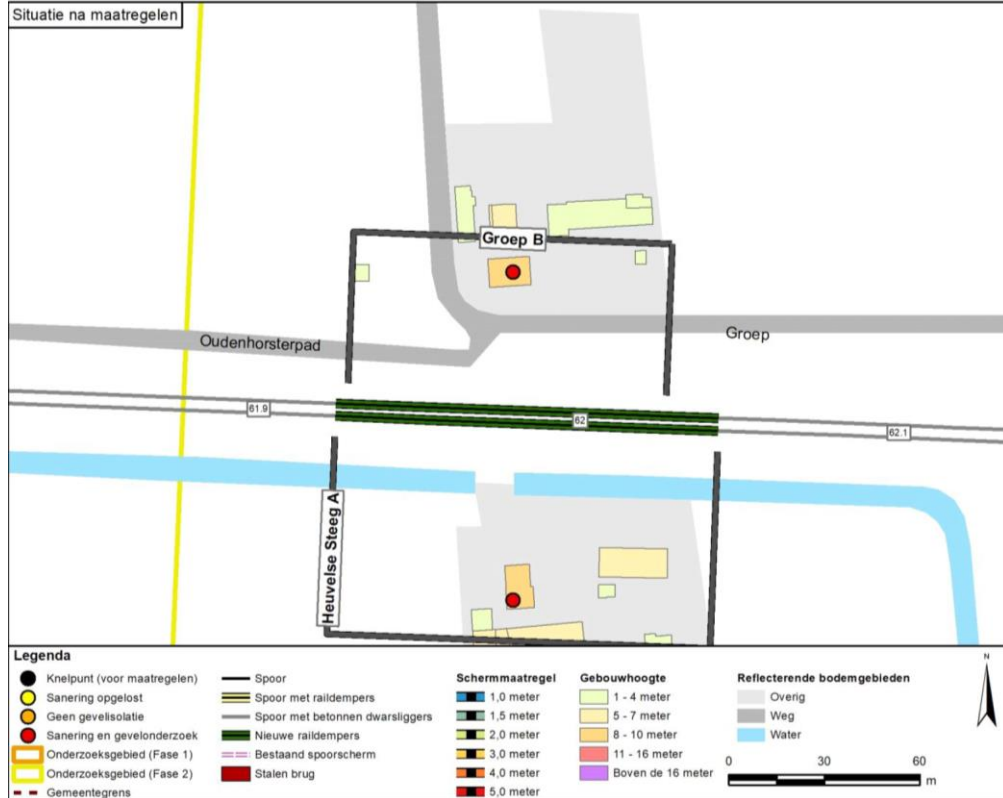 Situatie na maatregelen
Groep B
Oudenhorsterpad
Groep
61.9
62
62.1
Heuvelse Steeg A
Legenda
Knelpunt (voor maatregelen)
Sanering opgelost
Geen gevelisolatie
Sanering en gevelonderzoek
Onderzoeksgebied (Fase 1)
Onderzoeksgebied (Fase 2)
Gemeentegrens
Spoor
Spoor met raildempers
Spoor met betonnen dwarsliggers
Nieuwe raildempers
Bestaand spoorscherm
Stalen brug
Schermmaatregel
1,0 meter
1,5 meter
2,0 meter
3,0 meter
4,0 meter
5,0 meter
Gebouwhoogte
1 - 4 meter
5 - 7 meter
8 - 10 meter
11 - 16 meter
Boven de 16 meter
Reflecterende bodemgebieden
Overig
Weg
Water
N
0 30 60
m